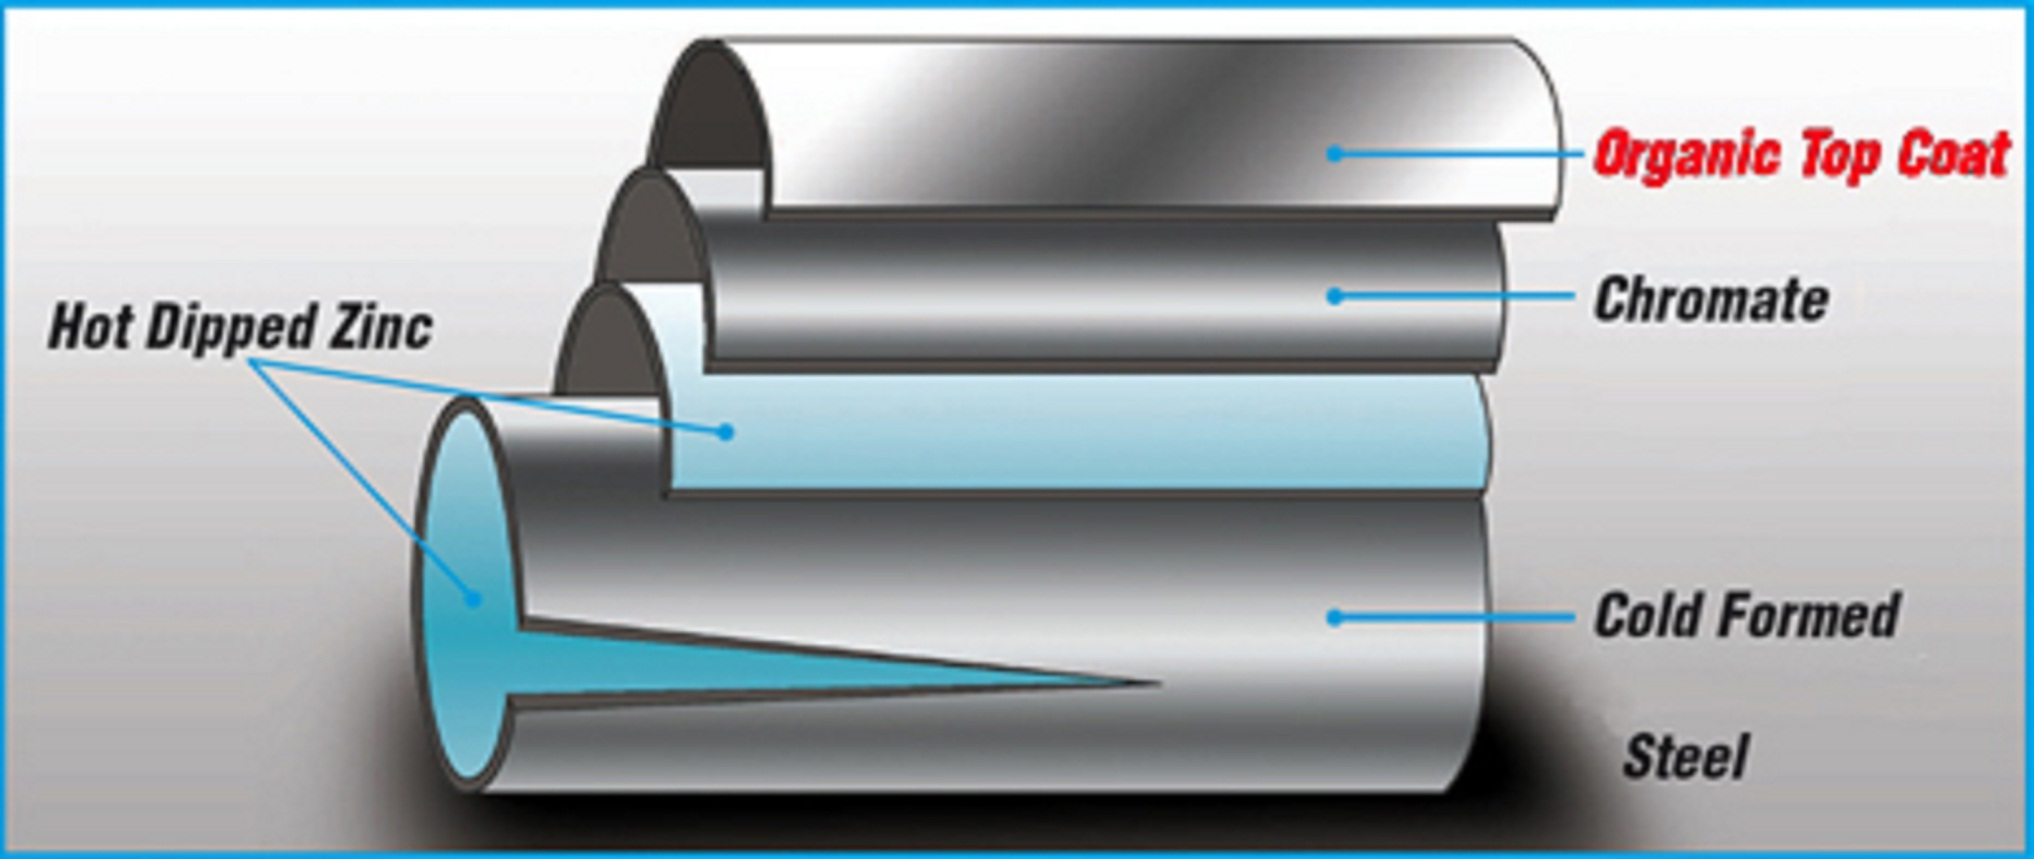 Organic Top Coat
Chromate
Hot Dipped Zinc
Cold Formed
Steel